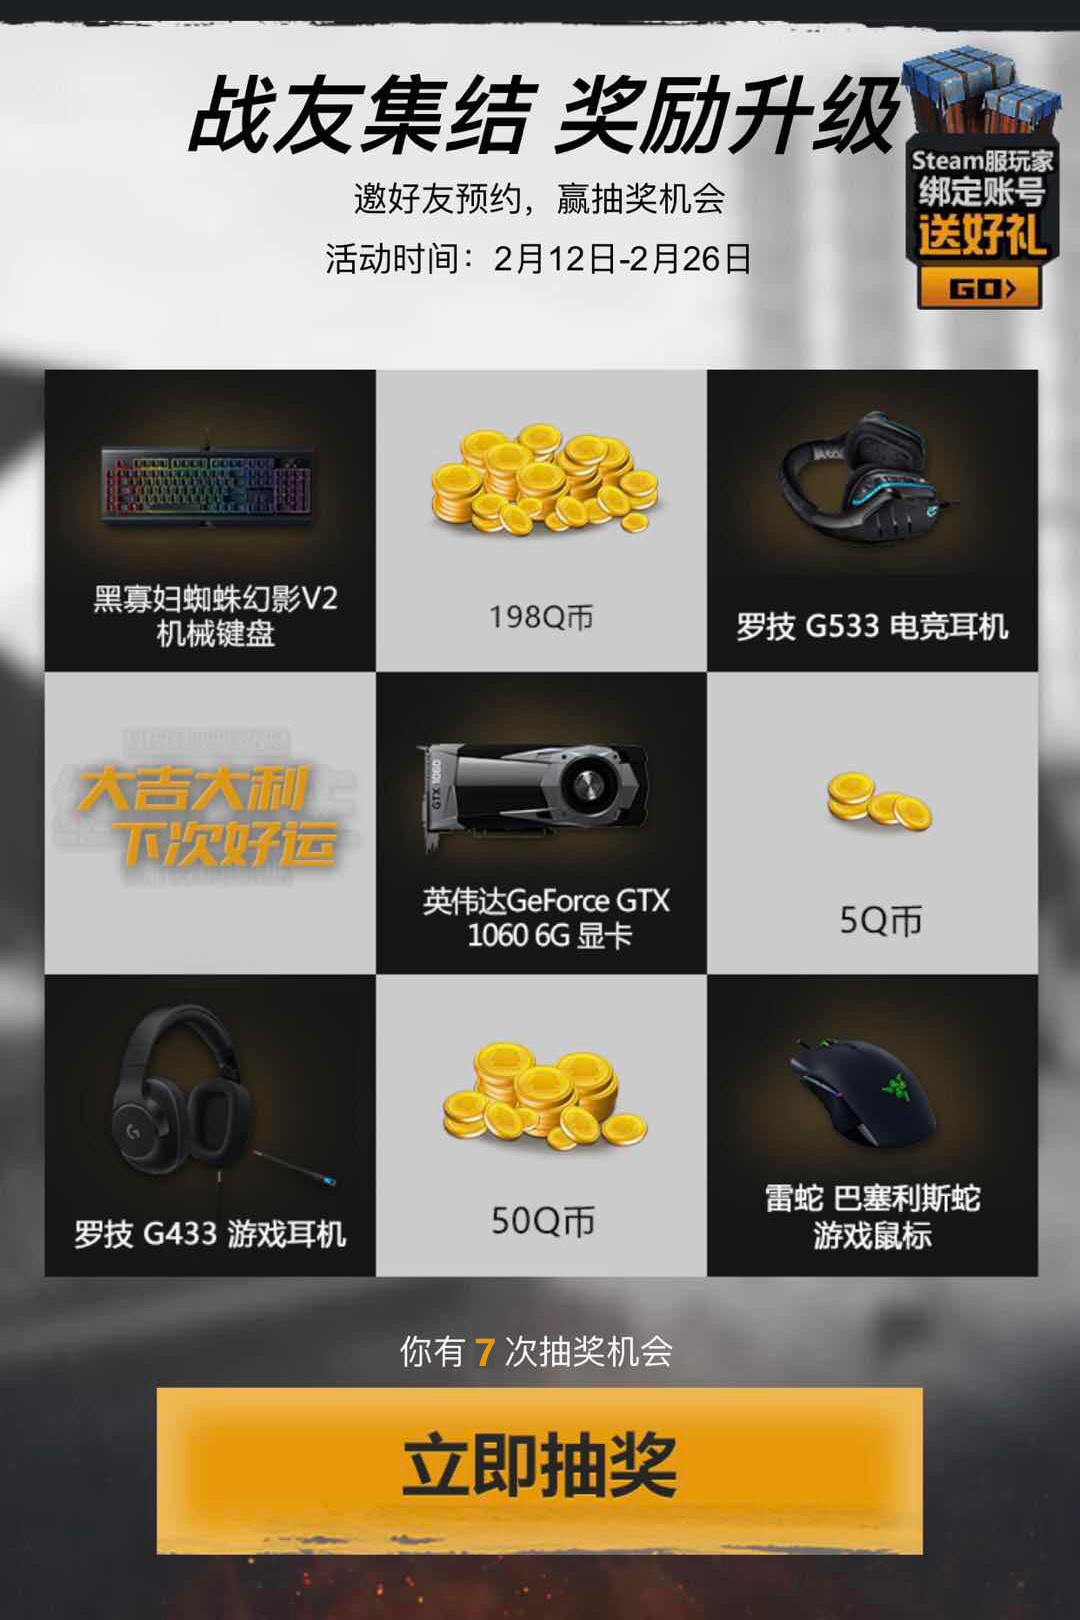 战友集结 奖励升级
邀好友预约，赢抽奖机会
活动时间：2月12日-2月26日
Steam服玩家
绑定账号
送好礼
GO>
黑寡妇蜘蛛幻影V2
机械键盘
198Q币
罗技 G533 电竞耳机
大吉大利
下次好运
GTX 1060
英伟达GeForce GTX
1060 6G 显卡
5Q币
罗技 G433 游戏耳机
50Q币
雷蛇 巴塞利斯蛇
游戏鼠标
你有 7 次抽奖机会
立即抽奖